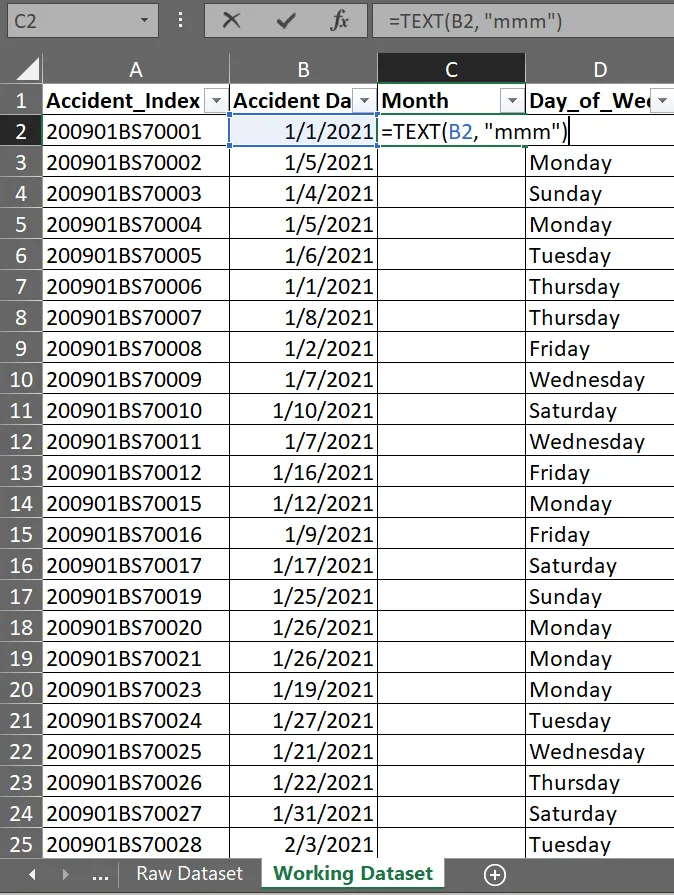 C2 fx =TEXT(B2, "mmm")
A B C D
1 Accident_Index Accident Da Month Day_of_Wee
2 200901BS70001 1/1/2021 =TEXT(B2, "mmm")
3 200901BS70002 1/5/2021 Monday
4 200901BS70003 1/4/2021 Sunday
5 200901BS70004 1/5/2021 Monday
6 200901BS70005 1/6/2021 Tuesday
7 200901BS70006 1/1/2021 Thursday
8 200901BS70007 1/8/2021 Thursday
9 200901BS70008 1/2/2021 Friday
10 200901BS70009 1/7/2021 Wednesday
11 200901BS70010 1/10/2021 Saturday
12 200901BS70011 1/7/2021 Wednesday
13 200901BS70012 1/16/2021 Friday
14 200901BS70015 1/12/2021 Monday
15 200901BS70016 1/9/2021 Friday
16 200901BS70017 1/17/2021 Saturday
17 200901BS70019 1/25/2021 Sunday
18 200901BS70020 1/26/2021 Monday
19 200901BS70021 1/26/2021 Monday
20 200901BS70023 1/19/2021 Monday
21 200901BS70024 1/27/2021 Tuesday
22 200901BS70025 1/21/2021 Wednesday
23 200901BS70026 1/22/2021 Thursday
24 200901BS70027 1/31/2021 Saturday
25 200901BS70028 2/3/2021 Tuesday
... Raw Dataset Working Dataset